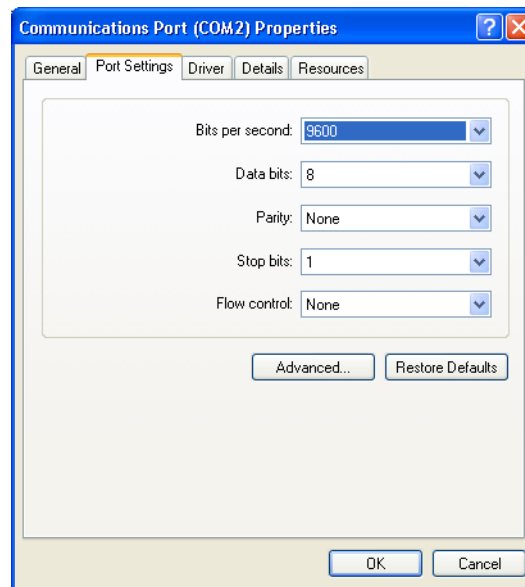 Communications Port (COM2) Properties
General Port Settings Driver Details Resources
Bits per second: 9600
Data bits: 8
Parity: None
Stop bits: 1
Flow control: None
Advanced... Restore Defaults
OK Cancel